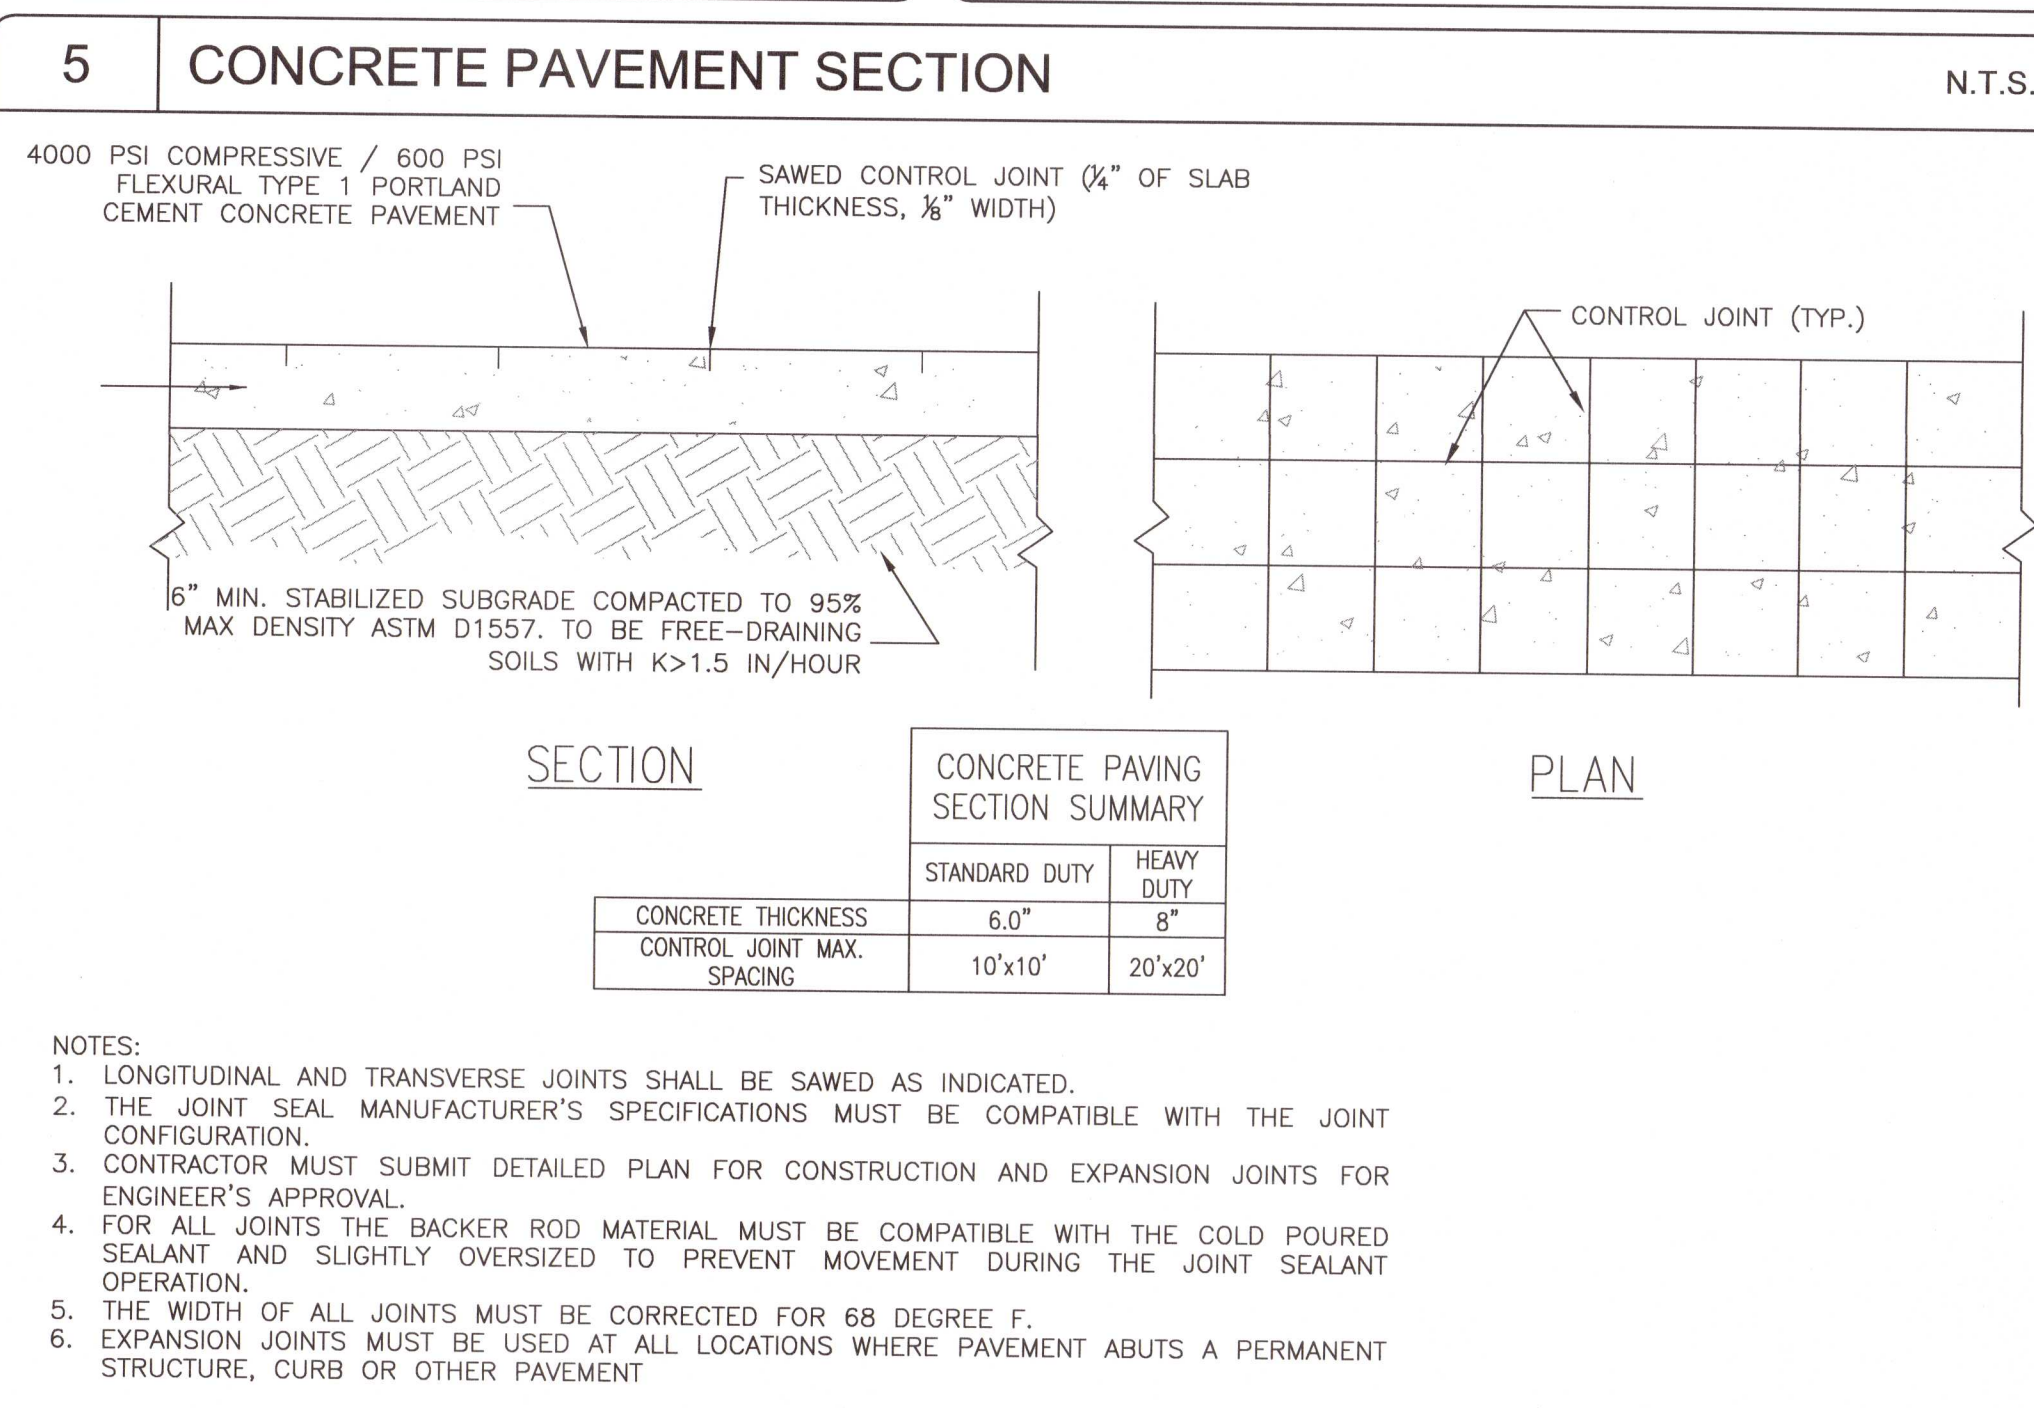 5
CONCRETE PAVEMENT SECTION
N.T.S.
4000 PSI COMPRESSIVE / 600 PSI
FLEXURAL TYPE 1 PORTLAND
CEMENT CONCRETE PAVEMENT
SAWED CONTROL JOINT (¼" OF SLAB
THICKNESS, ⅛" WIDTH)
CONTROL JOINT (TYP.)
6" MIN. STABILIZED SUBGRADE COMPACTED TO 95%
MAX DENSITY ASTM D1557. TO BE FREE-DRAINING
SOILS WITH K>1.5 IN/HOUR
SECTION
PLAN
CONCRETE PAVING
SECTION SUMMARY
STANDARD DUTY
HEAVY
DUTY
CONCRETE THICKNESS
6.0"
8"
CONTROL JOINT MAX.
SPACING
10'x10'
20'x20'
NOTES:
1. LONGITUDINAL AND TRANSVERSE JOINTS SHALL BE SAWED AS INDICATED.
2. THE JOINT SEAL MANUFACTURER'S SPECIFICATIONS MUST BE COMPATIBLE WITH THE JOINT
CONFIGURATION.
3. CONTRACTOR MUST SUBMIT DETAILED PLAN FOR CONSTRUCTION AND EXPANSION JOINTS FOR
ENGINEER'S APPROVAL.
4. FOR ALL JOINTS THE BACKER ROD MATERIAL MUST BE COMPATIBLE WITH THE COLD POURED
SEALANT AND SLIGHTLY OVERSIZED TO PREVENT MOVEMENT DURING THE JOINT SEALANT
OPERATION.
5. THE WIDTH OF ALL JOINTS MUST BE CORRECTED FOR 68 DEGREE F.
6. EXPANSION JOINTS MUST BE USED AT ALL LOCATIONS WHERE PAVEMENT ABUTS A PERMANENT
STRUCTURE, CURB OR OTHER PAVEMENT